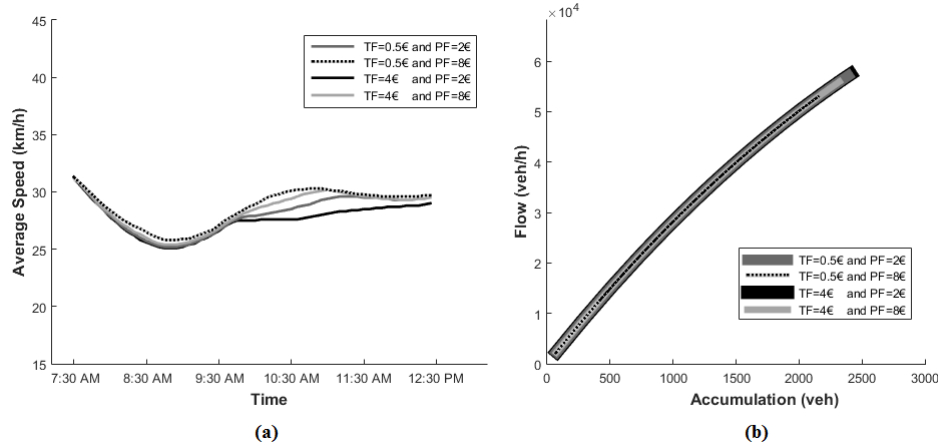 45
40
35
30
25
20
15
Average Speed (km/h)
TF=0.5€ and PF=2€
TF=0.5€ and PF=8€
TF=4€ and PF=2€
TF=4€ and PF=8€
7:30 AM 8:30 AM 9:30 AM 10:30 AM 11:30 AM 12:30 PM
Time
(a)
× 10⁴
6
5
4
3
2
1
0
Flow (veh/h)
TF=0.5€ and PF=2€
TF=0.5€ and PF=8€
TF=4€ and PF=2€
TF=4€ and PF=8€
0 500 1000 1500 2000 2500 3000
Accumulation (veh)
(b)